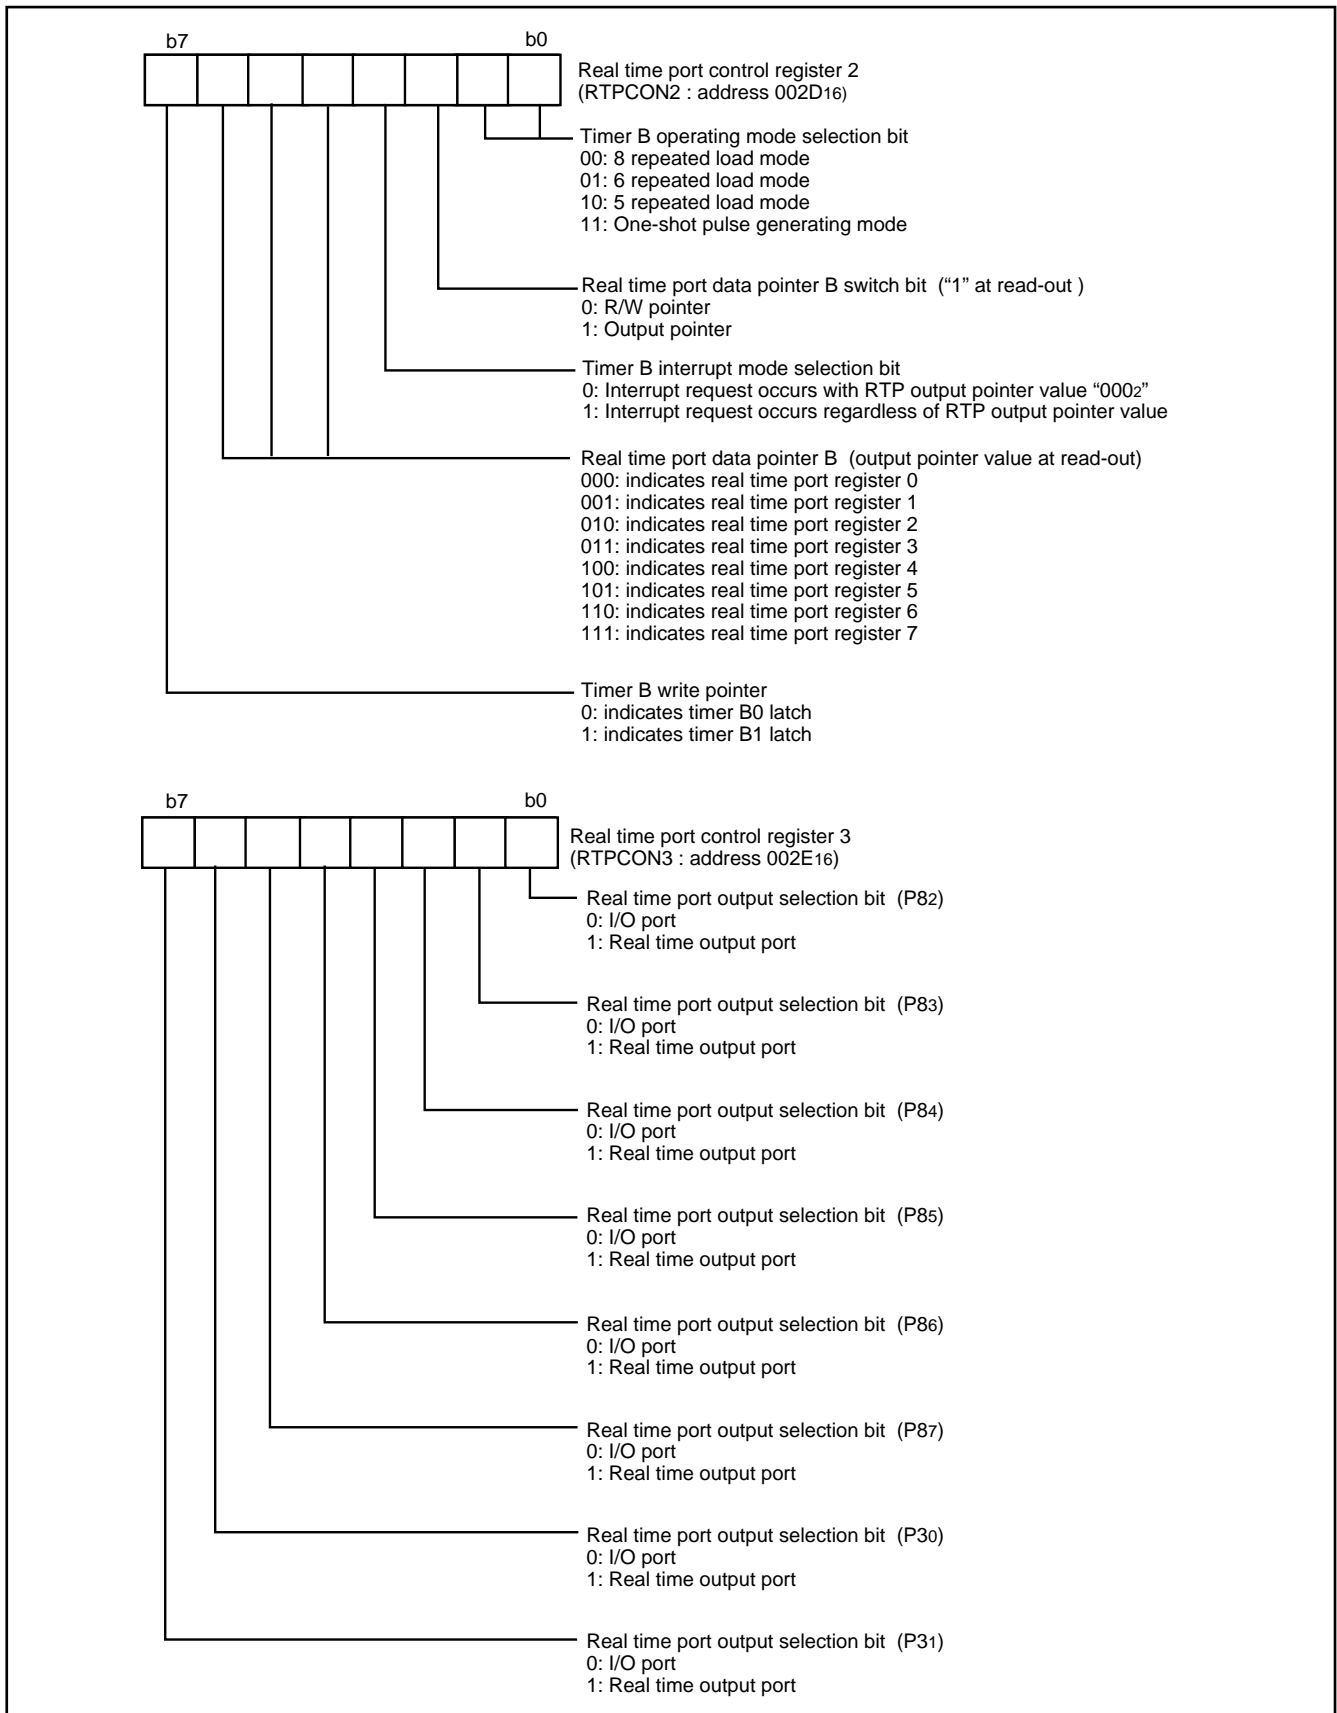 b7 b0
Real time port control register 2
(RTPCON2 : address 002D16)
Timer B operating mode selection bit
00: 8 repeated load mode
01: 6 repeated load mode
10: 5 repeated load mode
11: One-shot pulse generating mode
Real time port data pointer B switch bit (“1” at read-out )
0: R/W pointer
1: Output pointer
Timer B interrupt mode selection bit
0: Interrupt request occurs with RTP output pointer value “0002”
1: Interrupt request occurs regardless of RTP output pointer value
Real time port data pointer B (output pointer value at read-out)
000: indicates real time port register 0
001: indicates real time port register 1
010: indicates real time port register 2
011: indicates real time port register 3
100: indicates real time port register 4
101: indicates real time port register 5
110: indicates real time port register 6
111: indicates real time port register 7
Timer B write pointer
0: indicates timer B0 latch
1: indicates timer B1 latch
b7 b0
Real time port control register 3
(RTPCON3 : address 002E16)
Real time port output selection bit (P82)
0: I/O port
1: Real time output port
Real time port output selection bit (P83)
0: I/O port
1: Real time output port
Real time port output selection bit (P84)
0: I/O port
1: Real time output port
Real time port output selection bit (P85)
0: I/O port
1: Real time output port
Real time port output selection bit (P86)
0: I/O port
1: Real time output port
Real time port output selection bit (P87)
0: I/O port
1: Real time output port
Real time port output selection bit (P30)
0: I/O port
1: Real time output port
Real time port output selection bit (P31)
0: I/O port
1: Real time output port